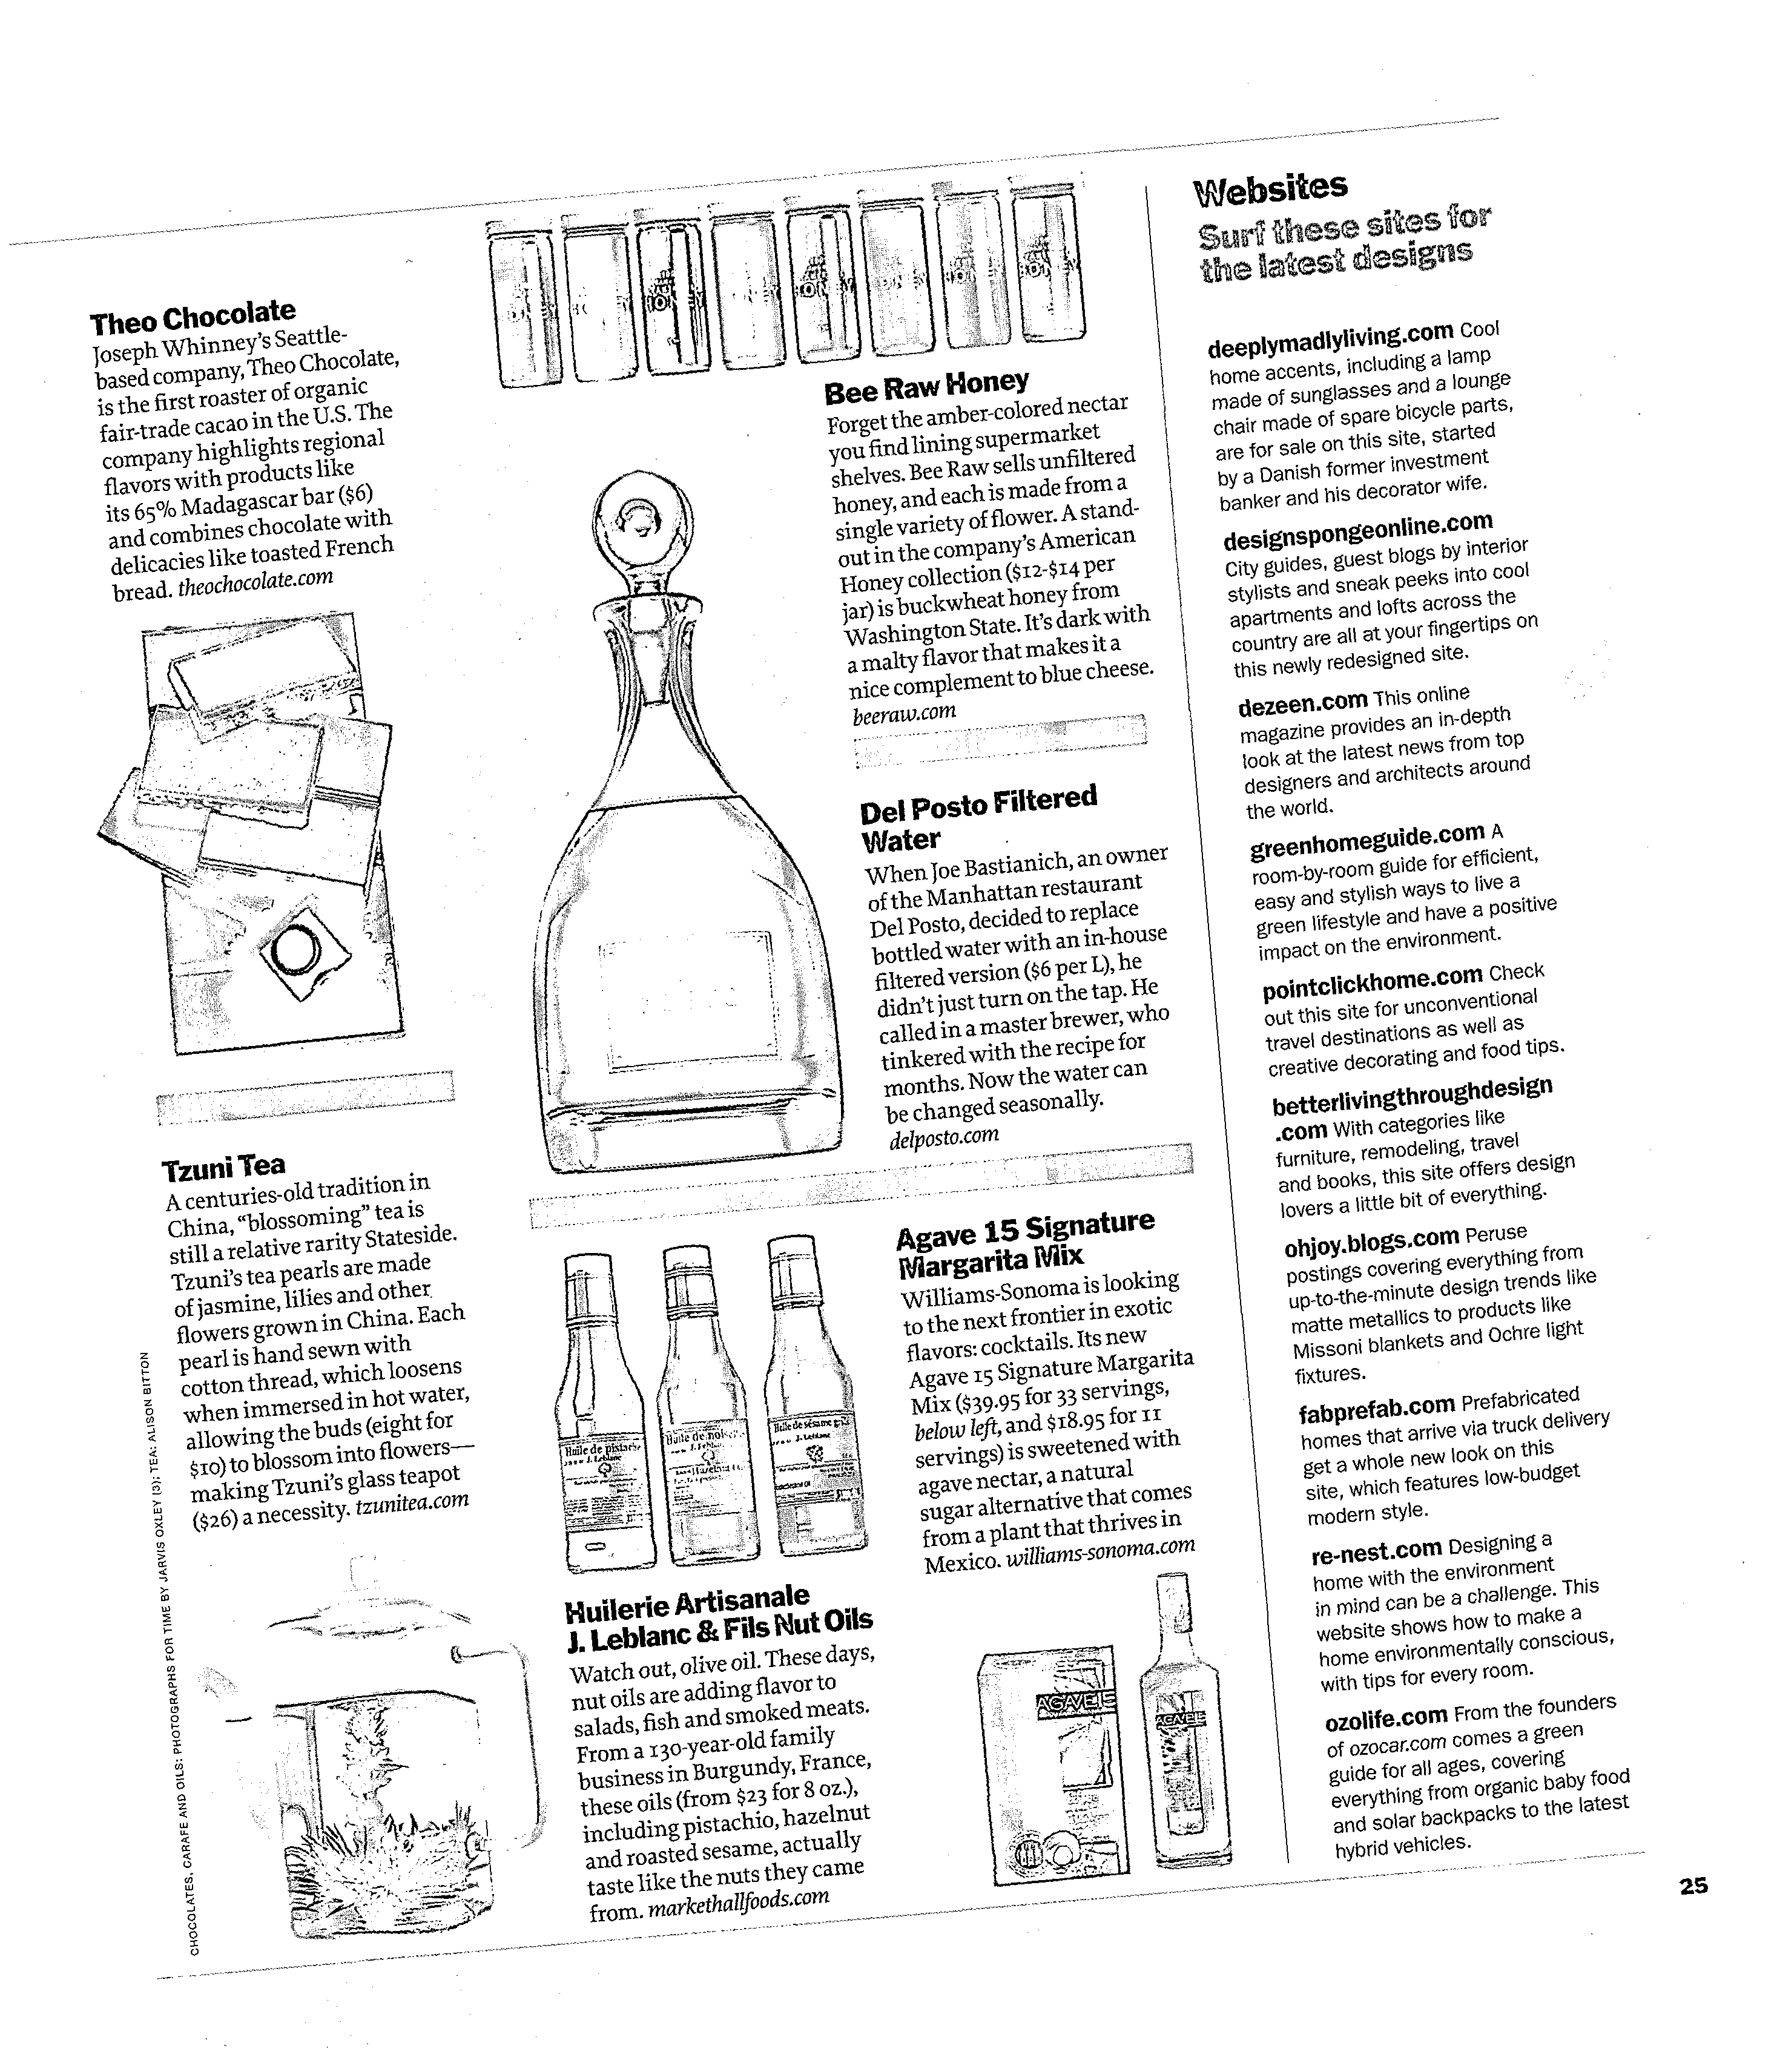 Theo Chocolate
Joseph Whinney's Seattle-
based company, Theo Chocolate,
is the first roaster of organic
fair-trade cacao in the U.S. The
company highlights regional
flavors with products like
its 65% Madagascar bar ($6)
and combines chocolate with
delicacies like toasted French
bread. theochocolate.com
Tzuni Tea
A centuries-old tradition in
China, "blossoming" tea is
still a relative rarity Stateside.
Tzuni's tea pearls are made
of jasmine, lilies and other
flowers grown in China. Each
pearl is hand sewn with
cotton thread, which loosens
when immersed in hot water,
allowing the buds (eight for
$10) to blossom into flowers—
making Tzuni's glass teapot
($26) a necessity. tzunitea.com
CHOCOLATES, CARAFE AND OILS: PHOTOGRAPHS FOR TIME BY JARVIS OXLEY (3); TEA: ALISON BITTON
Bee Raw Honey
Forget the amber-colored nectar
you find lining supermarket
shelves. Bee Raw sells unfiltered
honey, and each is made from a
single variety of flower. A stand-
out in the company's American
Honey collection ($12-$14 per
jar) is buckwheat honey from
Washington State. It's dark with
a malty flavor that makes it a
nice complement to blue cheese.
beeraw.com
Del Posto Filtered
Water
When Joe Bastianich, an owner
of the Manhattan restaurant
Del Posto, decided to replace
bottled water with an in-house
filtered version ($6 per L), he
didn't just turn on the tap. He
called in a master brewer, who
tinkered with the recipe for
months. Now the water can
be changed seasonally.
delposto.com
Huile de pistache
J. Leblanc
Huile de noisette
Huile de sésame grillé
J. Leblanc
Huilerie Artisanale
J. Leblanc & Fils Nut Oils
Watch out, olive oil. These days,
nut oils are adding flavor to
salads, fish and smoked meats.
From a 130-year-old family
business in Burgundy, France,
these oils (from $23 for 8 oz.),
including pistachio, hazelnut
and roasted sesame, actually
taste like the nuts they came
from. markethallfoods.com
Agave 15 Signature
Margarita Mix
Williams-Sonoma is looking
to the next frontier in exotic
flavors: cocktails. Its new
Agave 15 Signature Margarita
Mix ($39.95 for 33 servings,
below left, and $18.95 for 11
servings) is sweetened with
agave nectar, a natural
sugar alternative that comes
from a plant that thrives in
Mexico. williams-sonoma.com
AGAVE 15
AGAVE 15
Websites
Surf these sites for
the latest designs
deeplymadlyliving.com Cool
home accents, including a lamp
made of sunglasses and a lounge
chair made of spare bicycle parts,
are for sale on this site, started
by a Danish former investment
banker and his decorator wife.
designspongeonline.com
City guides, guest blogs by interior
stylists and sneak peeks into cool
apartments and lofts across the
country are all at your fingertips on
this newly redesigned site.
dezeen.com This online
magazine provides an in-depth
look at the latest news from top
designers and architects around
the world.
greenhomeguide.com A
room-by-room guide for efficient,
easy and stylish ways to live a
green lifestyle and have a positive
impact on the environment.
pointclickhome.com Check
out this site for unconventional
travel destinations as well as
creative decorating and food tips.
betterlivingthroughdesign
.com With categories like
furniture, remodeling, travel
and books, this site offers design
lovers a little bit of everything.
ohjoy.blogs.com Peruse
postings covering everything from
up-to-the-minute design trends like
matte metallics to products like
Missoni blankets and Ochre light
fixtures.
fabprefab.com Prefabricated
homes that arrive via truck delivery
get a whole new look on this
site, which features low-budget
modern style.
re-nest.com Designing a
home with the environment
in mind can be a challenge. This
website shows how to make a
home environmentally conscious,
with tips for every room.
ozolife.com From the founders
of ozocar.com comes a green
guide for all ages, covering
everything from organic baby food
and solar backpacks to the latest
hybrid vehicles.
25